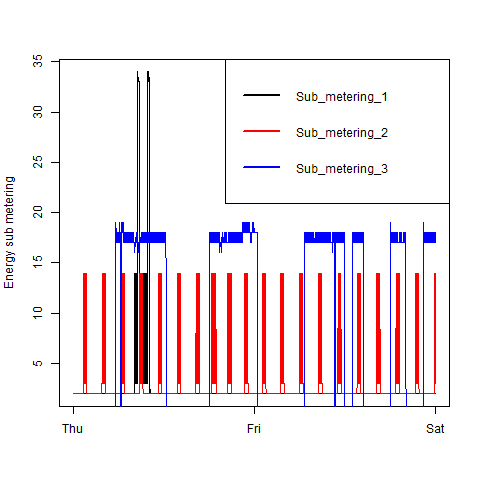 35
30
25
20
15
10
5
Energy sub metering
Sub_metering_1
Sub_metering_2
Sub_metering_3
Thu Fri Sat